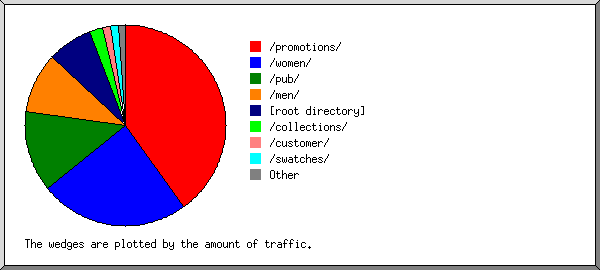 /promotions/
/women/
/pub/
/men/
[root directory]
/collections/
/customer/
/swatches/
Other
The wedges are plotted by the amount of traffic.